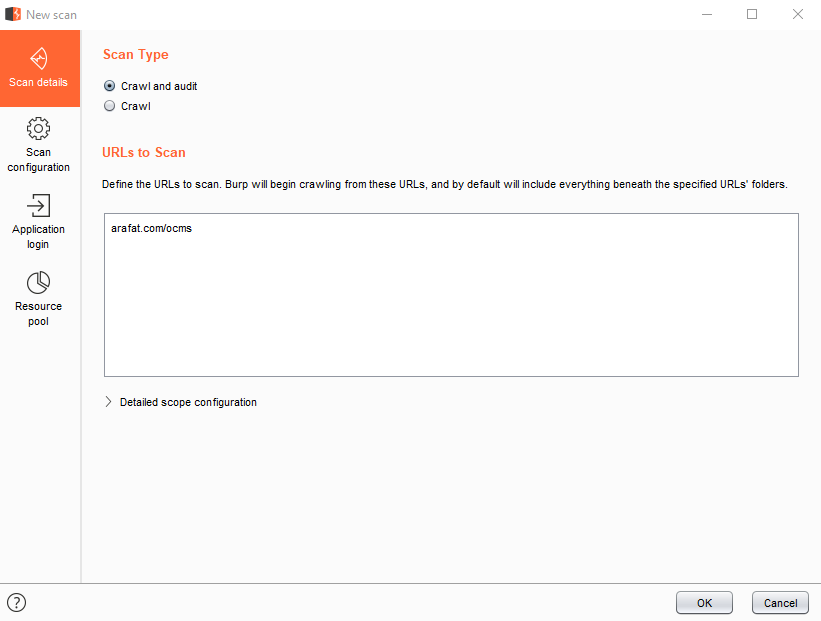 New scan
Scan details
Scan
configuration
Application
login
Resource
pool
Scan Type
Crawl and audit
Crawl
URLs to Scan
Define the URLs to scan. Burp will begin crawling from these URLs, and by default will include everything beneath the specified URLs' folders.
arafat.com/ocms
Detailed scope configuration
?
OK
Cancel